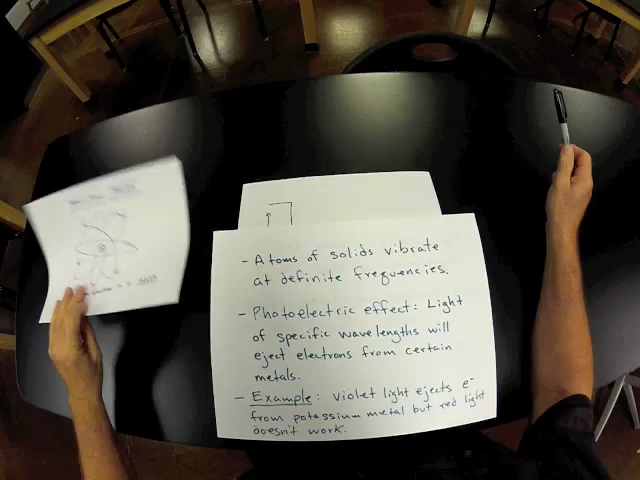 - Atoms of solids vibrate
at definite frequencies.
- Photoelectric effect: Light
of specific wavelengths will
eject electrons from certain
metals.
- Example: Violet light ejects e⁻
from potassium metal but red light
doesn't work.